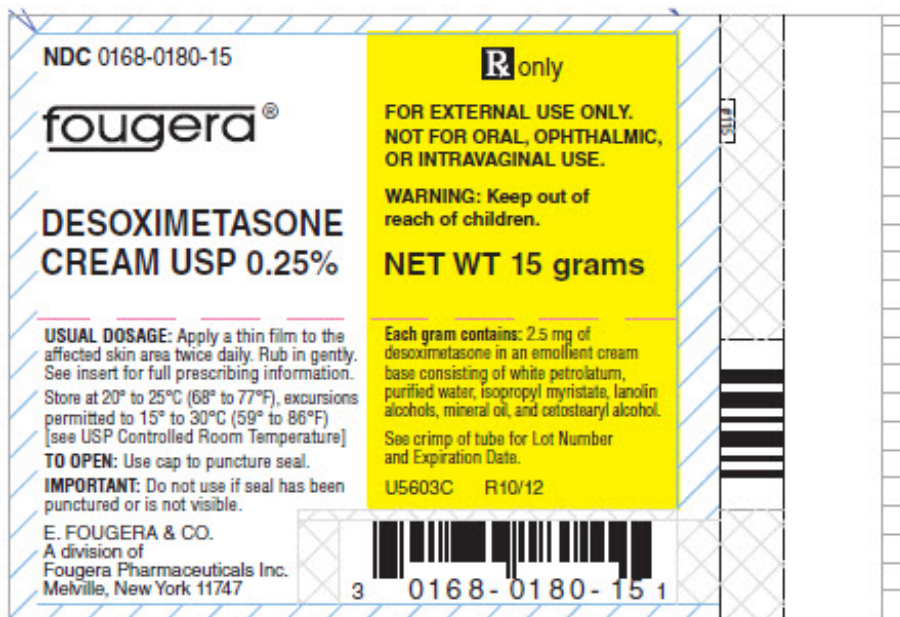 NDC 0168-0180-15
fougera®
DESOXIMETASONE
CREAM USP 0.25%
USUAL DOSAGE: Apply a thin film to the
affected skin area twice daily. Rub in gently.
See insert for full prescribing information.
Store at 20° to 25°C (68° to 77°F), excursions
permitted to 15° to 30°C (59° to 86°F)
[see USP Controlled Room Temperature]
TO OPEN: Use cap to puncture seal.
IMPORTANT: Do not use if seal has been
punctured or is not visible.
E. FOUGERA & CO.
A division of
Fougera Pharmaceuticals Inc.
Melville, New York 11747
Rx only
FOR EXTERNAL USE ONLY.
NOT FOR ORAL, OPHTHALMIC,
OR INTRAVAGINAL USE.
WARNING: Keep out of
reach of children.
NET WT 15 grams
Each gram contains: 2.5 mg of
desoximetasone in an emollient cream
base consisting of white petrolatum,
purified water, isopropyl myristate, lanolin
alcohols, mineral oil, and cetostearyl alcohol.
See crimp of tube for Lot Number
and Expiration Date.
U5603C R10/12
3 0168-0180-15 1